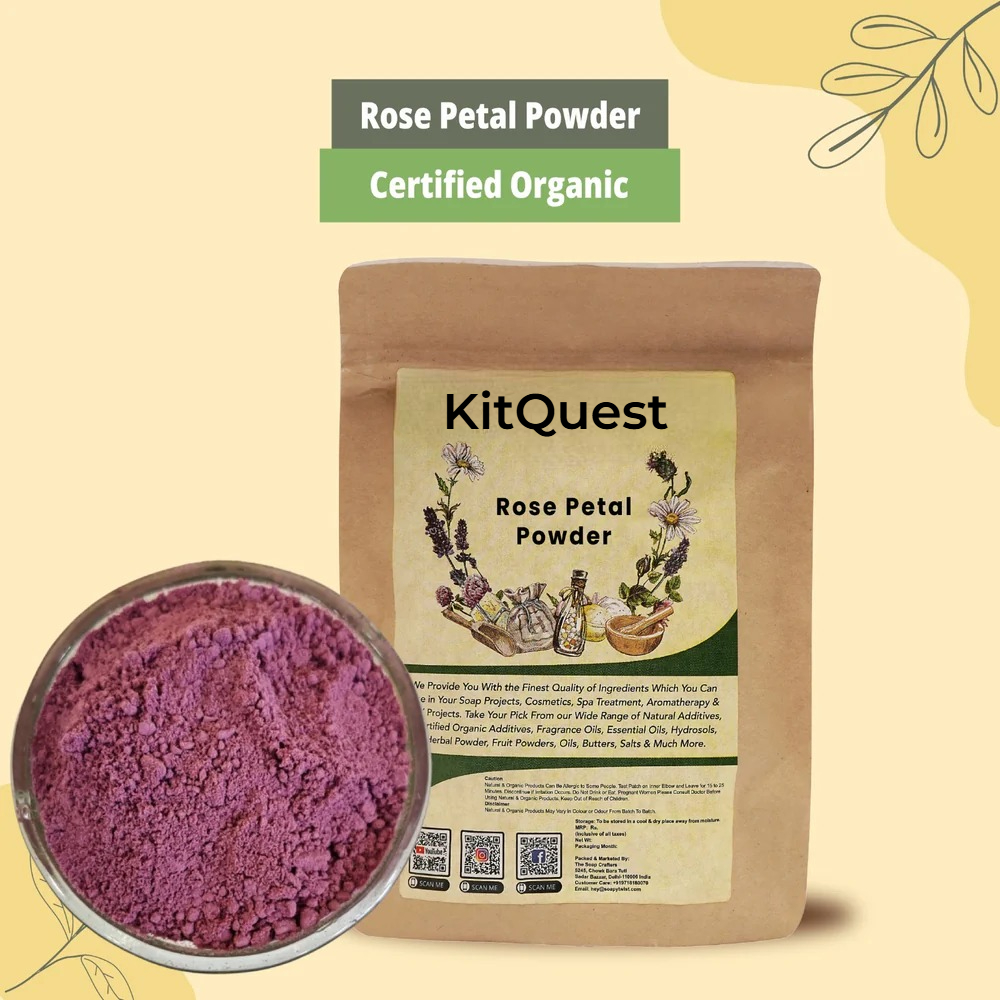 Rose Petal Powder
Certified Organic
KitQuest
Rose Petal
Powder
We Provide You With the Finest Quality of Ingredients Which You Can
in Your Soap Projects, Cosmetics, Spa Treatment, Aromatherapy &
Projects. Take Your Pick From our Wide Range of Natural Additives,
Organic Additives, Fragrance Oils, Essential Oils, Hydrosols,
Herbal Powder, Fruit Powders, Oils, Butters, Salts & Much More.
Caution
Natural & Organic Products Can Be Allergic to Some People. Test Patch on Inner Elbow and Leave for 15 to 25
Minutes. Discontinue if Irritation Occurs. Do Not Drink or Eat. Pregnant Women Please Consult Doctor Before
Using Natural & Organic Products. Keep Out of Reach of Children.
Disclaimer
Natural & Organic Products May Vary in Colour or Odour From Batch To Batch.
Storage: To be stored in a cool & dry place away from moisture
MRP: Rs.
(Inclusive of all taxes)
Net Wt:
Packaging Month:
Packed & Marketed By:
The Soap Crafters
5245, Chowk Bara Tuti
Sadar Bazaar, Delhi-110006 India
Customer Care:
Email:
YouTube
SCAN ME
SCAN ME
SCAN ME